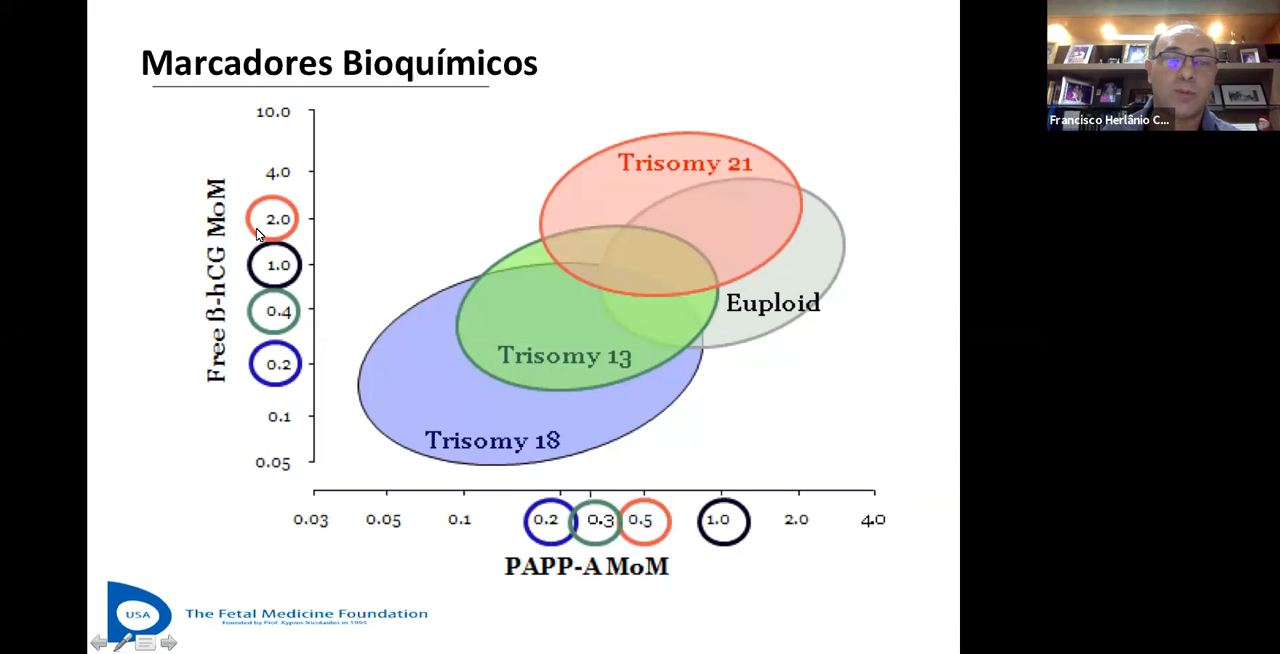 Marcadores Bioquímicos
Francisco Herlânio C...
10.0
4.0
2.0
1.0
0.4
0.2
0.1
0.05
Free ß-hCG MoM
Trisomy 21
Euploid
Trisomy 13
Trisomy 18
0.03 0.05 0.1 0.2 0.3 0.5 1.0 2.0 4.0
PAPP-A MoM
USA
The Fetal Medicine Foundation
Founded by Prof. Kypros Nicolaides in 1995